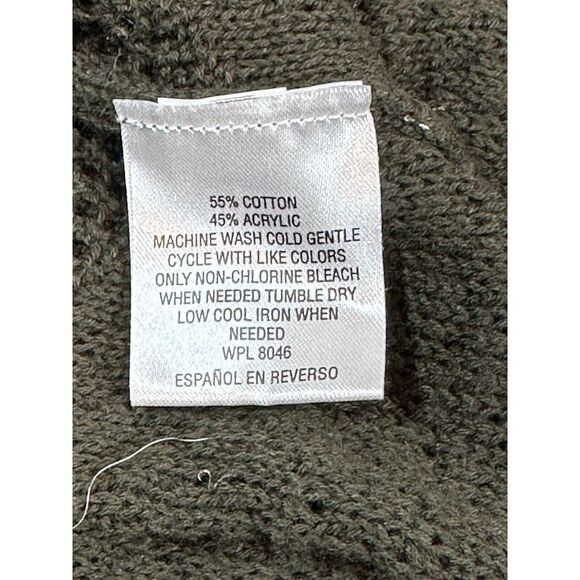 55% COTTON
45% ACRYLIC
MACHINE WASH COLD GENTLE
CYCLE WITH LIKE COLORS
ONLY NON-CHLORINE BLEACH
WHEN NEEDED TUMBLE DRY
LOW COOL IRON WHEN
NEEDED
WPL 8046
ESPAÑOL EN REVERSO